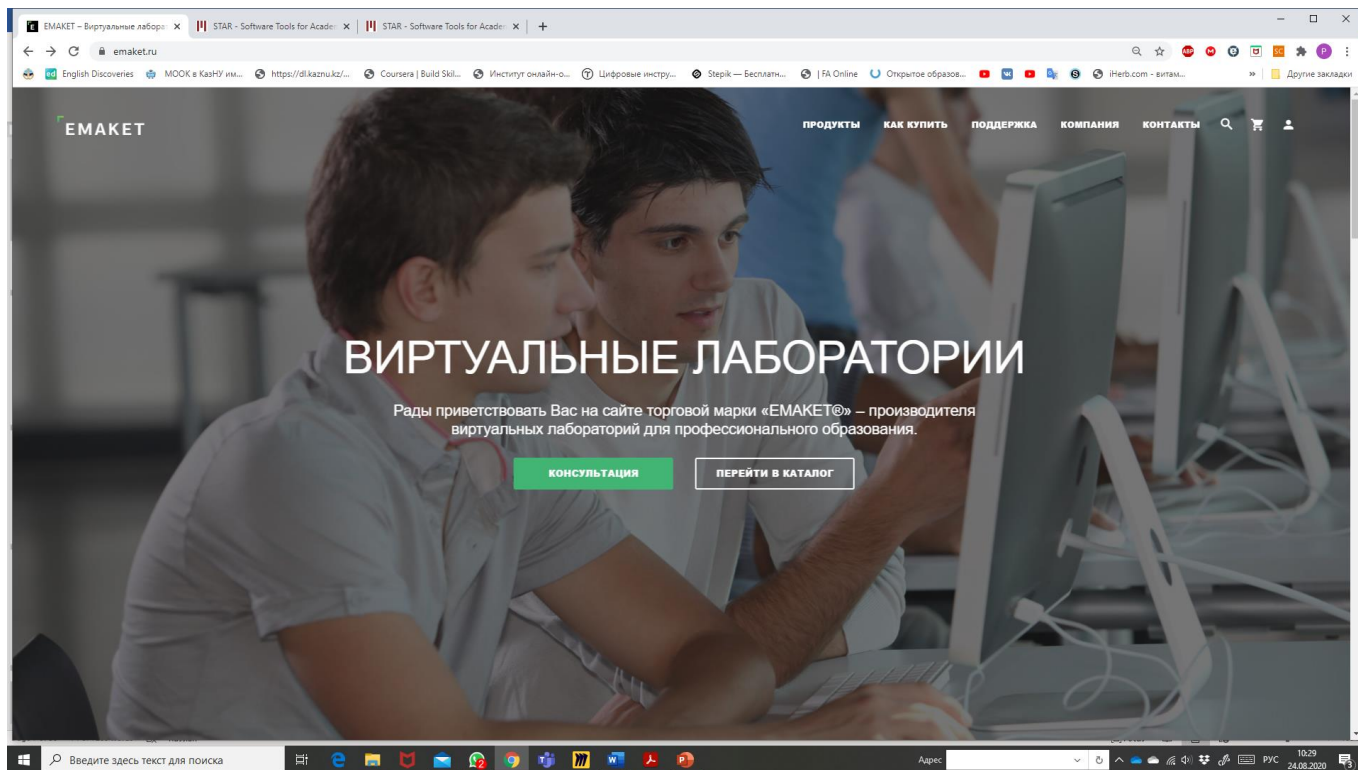 EMAKET – Виртуальные лабора
STAR - Software Tools for Acade
STAR - Software Tools for Acade
emaket.ru
ABP
English Discoveries
МООК в КазНУ им...
https://dl.kaznu.kz/...
Coursera | Build Skil...
Институт онлайн-о...
Цифровые инстру...
Stepik — Бесплатн...
| FA Online
Открытое образов...
iHerb.com - витам...
Другие закладки
EMAKET
ПРОДУКТЫ
КАК КУПИТЬ
ПОДДЕРЖКА
КОМПАНИЯ
КОНТАКТЫ
ВИРТУАЛЬНЫЕ ЛАБОРАТОРИИ
Рады приветствовать Вас на сайте торговой марки «EMAKET®» – производителя
виртуальных лабораторий для профессионального образования.
КОНСУЛЬТАЦИЯ
ПЕРЕЙТИ В КАТАЛОГ
Введите здесь текст для поиска
Адрес
РУС
10:29
24.08.2020